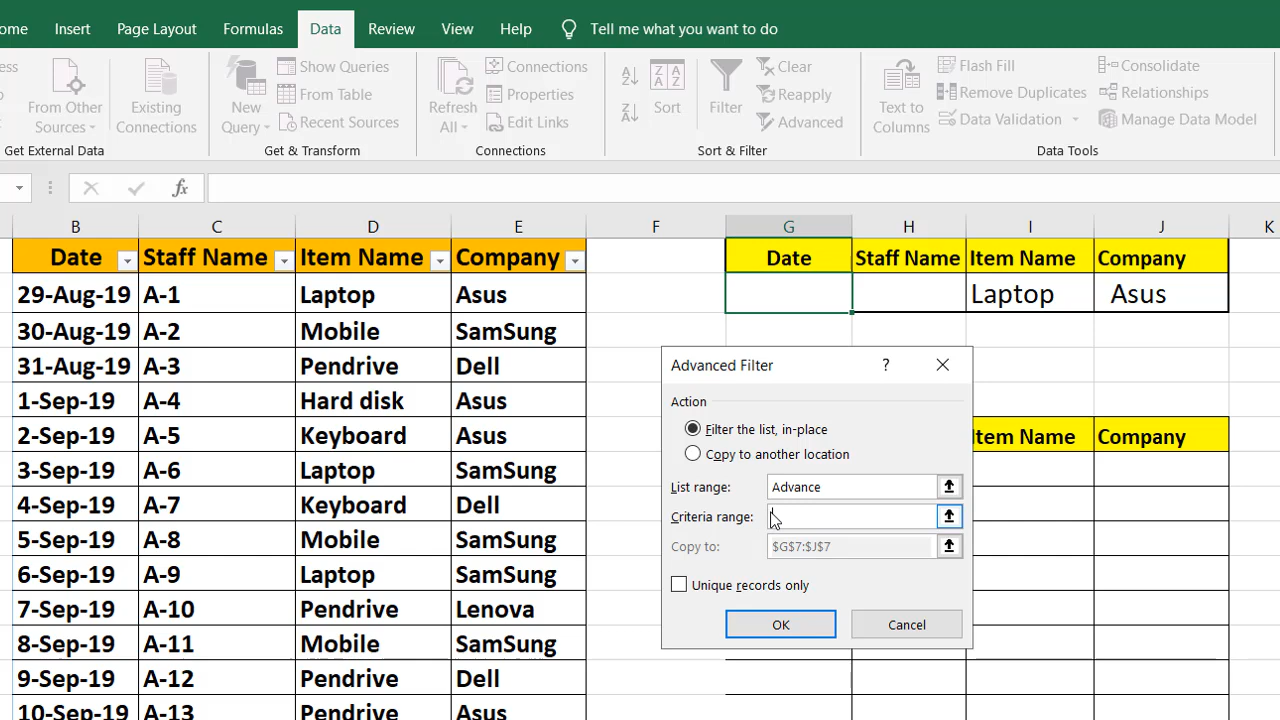 ome Insert Page Layout Formulas Data Review View Help Tell me what you want to do
ess From Other Sources Existing Connections New Query Show Queries From Table Recent Sources Refresh All Connections Properties Edit Links Sort Filter Clear Reapply Advanced Text to Columns Flash Fill Remove Duplicates Data Validation Consolidate Relationships Manage Data Model
Get External Data Get & Transform Connections Sort & Filter Data Tools
fx
B C D E F G H I J K
Date Staff Name Item Name Company Date Staff Name Item Name Company
29-Aug-19 A-1 Laptop Asus Laptop Asus
30-Aug-19 A-2 Mobile SamSung
31-Aug-19 A-3 Pendrive Dell
1-Sep-19 A-4 Hard disk Asus
2-Sep-19 A-5 Keyboard Asus Item Name Company
3-Sep-19 A-6 Laptop SamSung
4-Sep-19 A-7 Keyboard Dell
5-Sep-19 A-8 Mobile SamSung
6-Sep-19 A-9 Laptop SamSung
7-Sep-19 A-10 Pendrive Lenova
8-Sep-19 A-11 Mobile SamSung
9-Sep-19 A-12 Pendrive Dell
10-Sep-19 A-13 Pendrive Asus
Advanced Filter ?
Action
Filter the list, in-place
Copy to another location
List range: Advance
Criteria range:
Copy to: $G$7:$J$7
Unique records only
OK Cancel